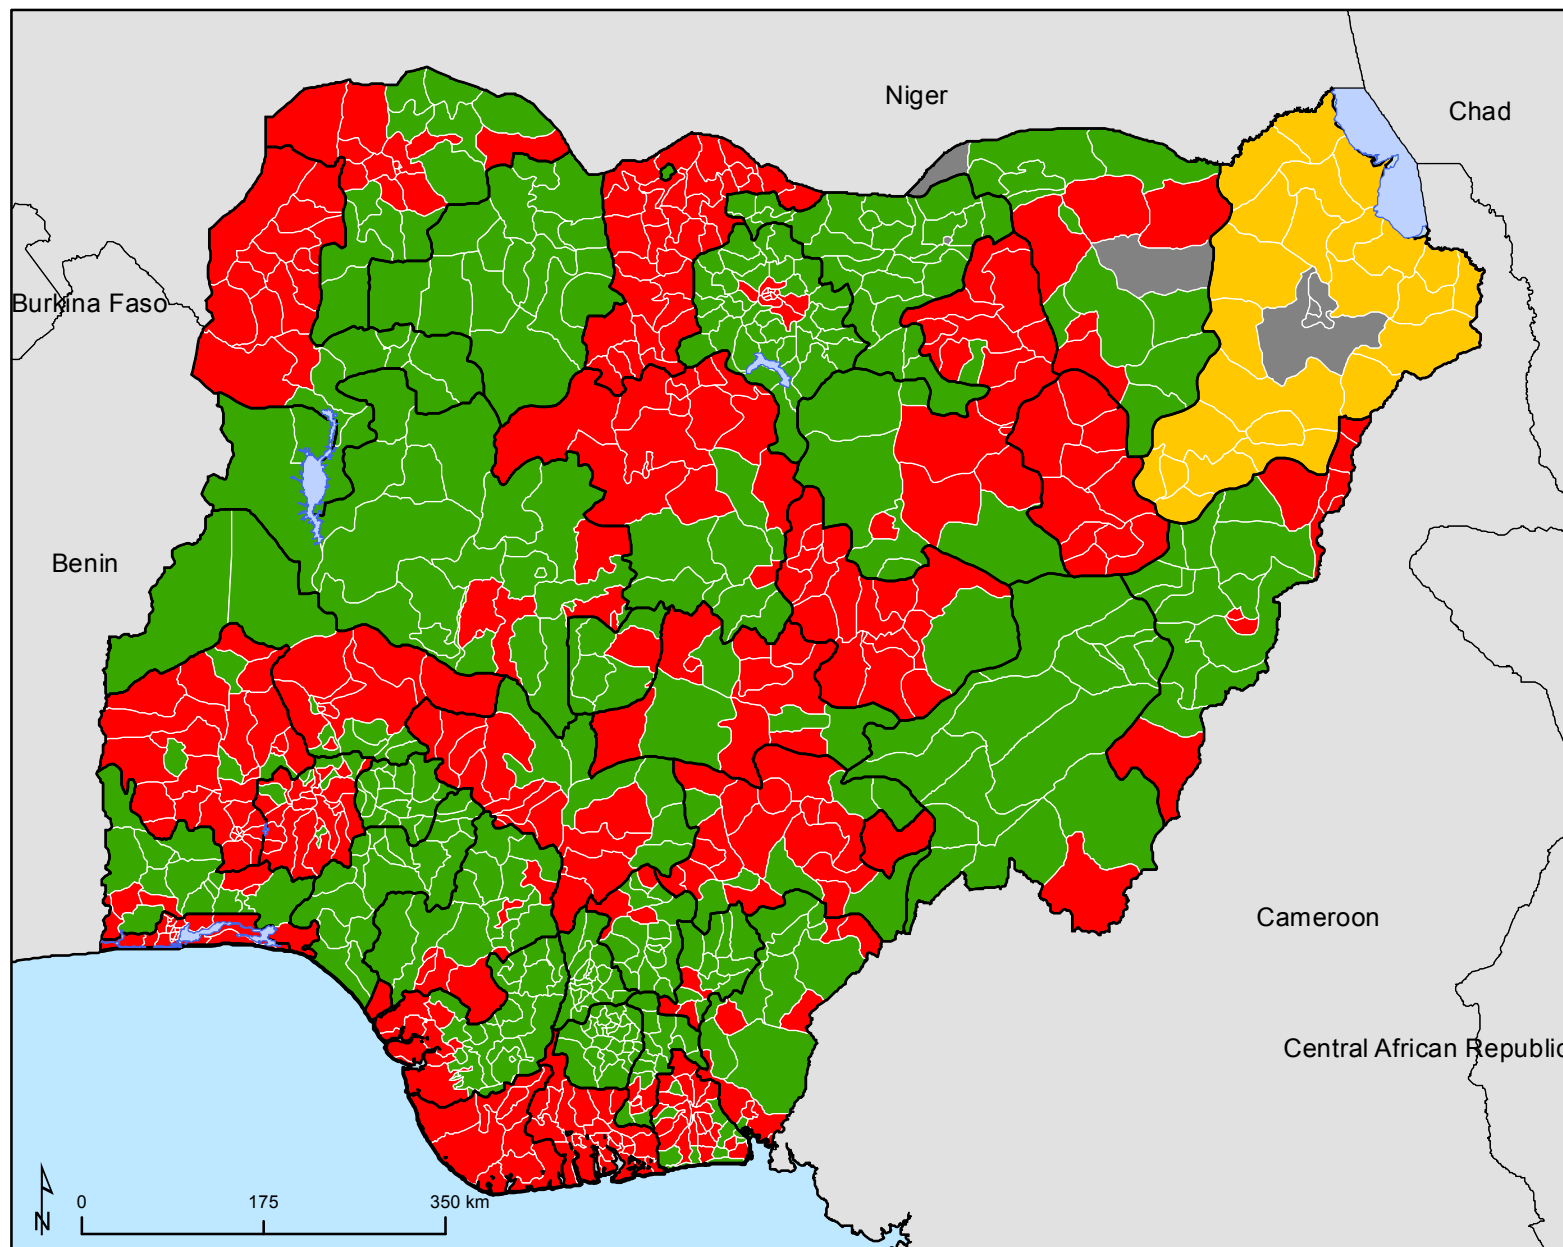 Niger
Chad
Burkina Faso
Benin
Cameroon
Central African Republic
0
175
350 km
N